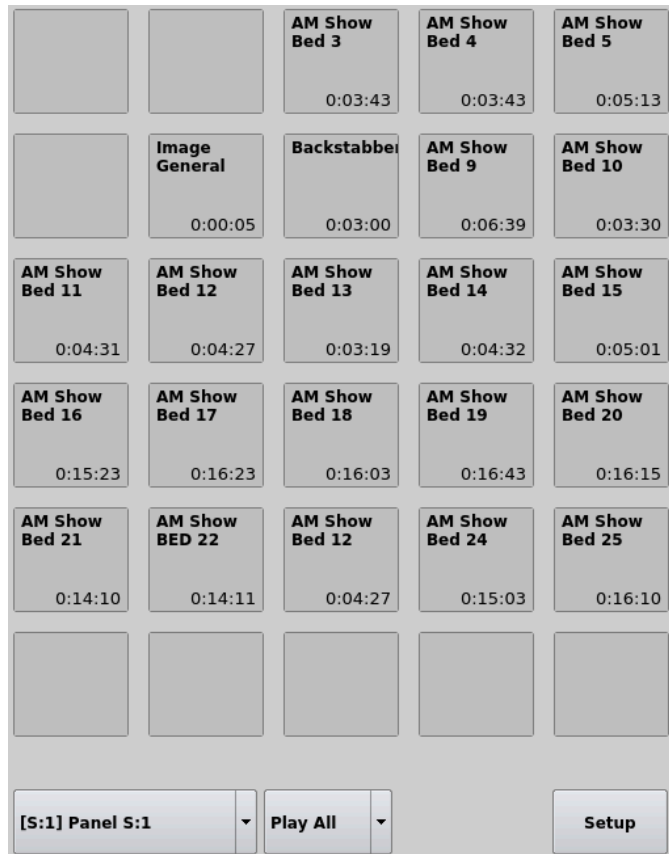 AM Show
Bed 3
0:03:43
AM Show
Bed 4
0:03:43
AM Show
Bed 5
0:05:13
Image
General
0:00:05
Backstabber
0:03:00
AM Show
Bed 9
0:06:39
AM Show
Bed 10
0:03:30
AM Show
Bed 11
0:04:31
AM Show
Bed 12
0:04:27
AM Show
Bed 13
0:03:19
AM Show
Bed 14
0:04:32
AM Show
Bed 15
0:05:01
AM Show
Bed 16
0:15:23
AM Show
Bed 17
0:16:23
AM Show
Bed 18
0:16:03
AM Show
Bed 19
0:16:43
AM Show
Bed 20
0:16:15
AM Show
Bed 21
0:14:10
AM Show
BED 22
0:14:11
AM Show
Bed 12
0:04:27
AM Show
Bed 24
0:15:03
AM Show
Bed 25
0:16:10
[S:1] Panel S:1
Play All
Setup